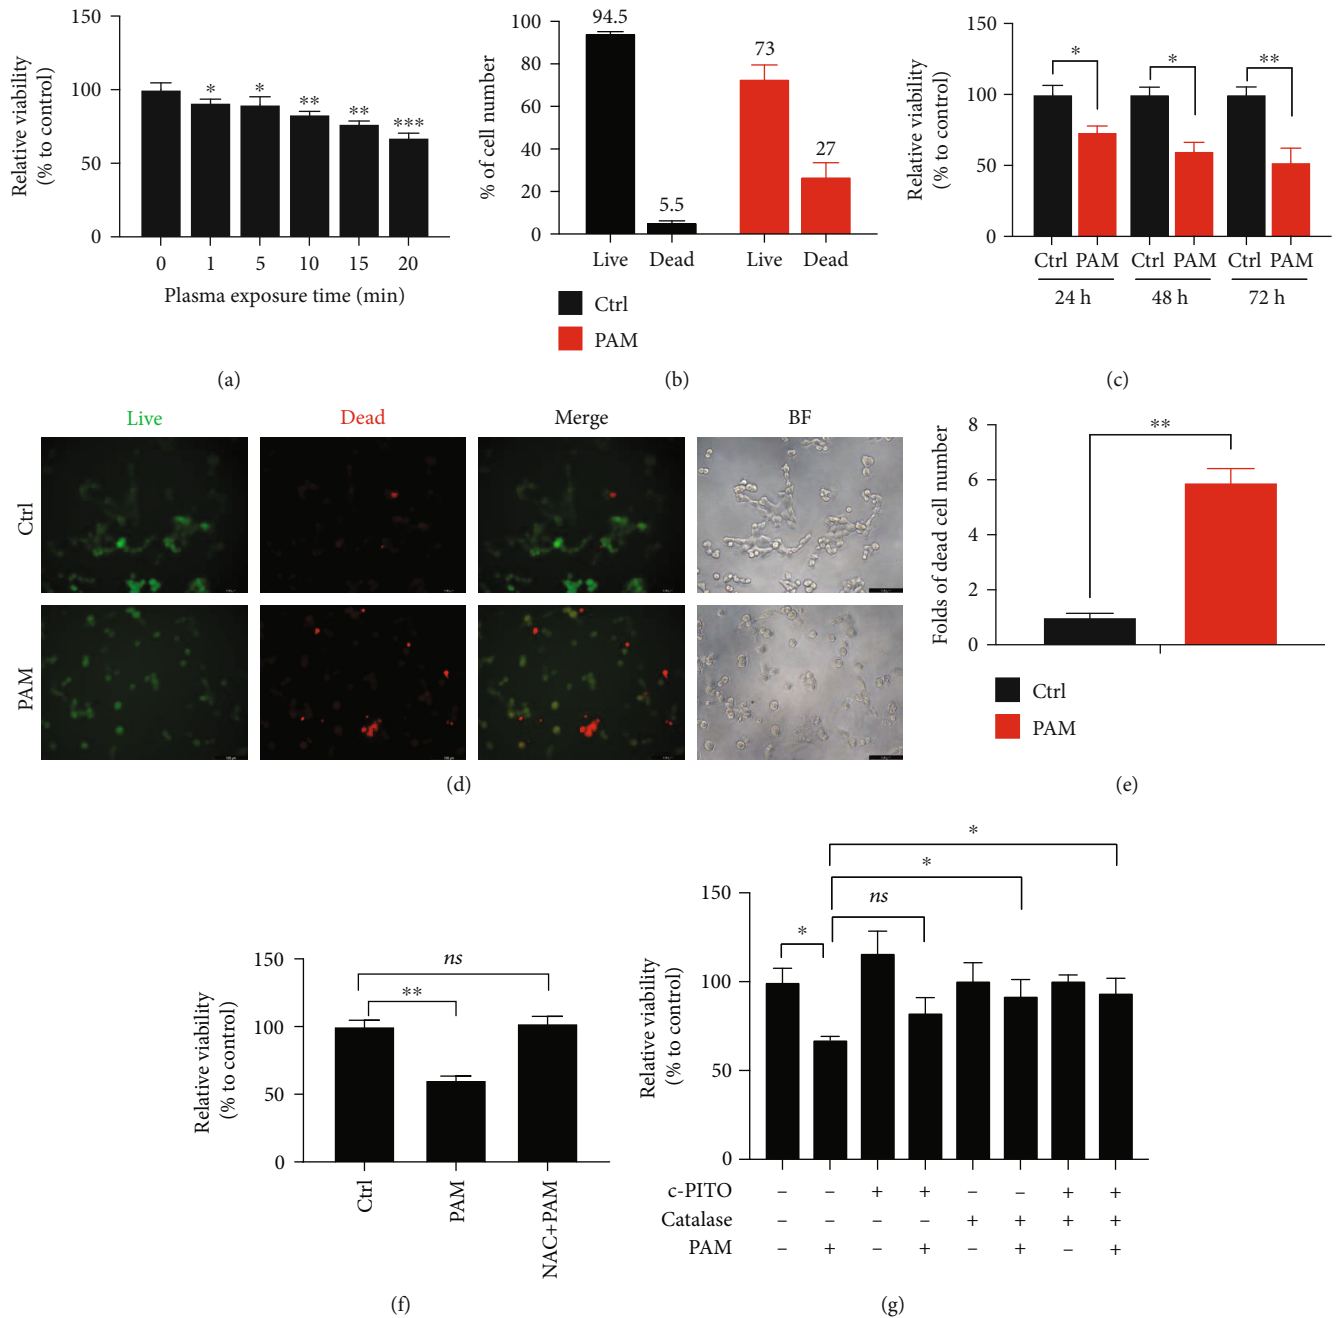 150
100
50
0
Relative viability
(% to control)
*
*
**
**
***
0 1 5 10 15 20
Plasma exposure time (min)
(a)
100
80
60
40
20
0
% of cell number
94.5
5.5
73
27
Live Dead Live Dead
Ctrl
PAM
(b)
150
100
50
0
Relative viability
(% to control)
*
*
**
Ctrl PAM Ctrl PAM Ctrl PAM
24 h 48 h 72 h
(c)
Live Dead Merge BF
Ctrl
PAM
(d)
8
6
4
2
0
Folds of dead cell number
**
Ctrl
PAM
(e)
150
100
50
0
Relative viability
(% to control)
ns
**
Ctrl
PAM
NAC+PAM
(f)
150
100
50
0
Relative viability
(% to control)
*
*
ns
*
c-PITO – – + + – – + +
Catalase – – – – + + + +
PAM – + – + – + – +
(g)